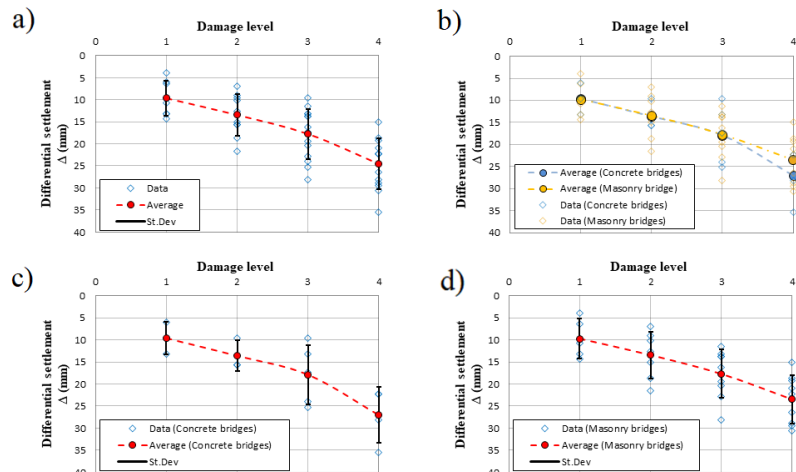 a)
Damage level
0 1 2 3 4
Differential settlement
Δ (mm)
0
5
10
15
20
25
30
35
40
Data
Average
St.Dev
b)
Damage level
0 1 2 3 4
Differential settlement
Δ (mm)
0
5
10
15
20
25
30
35
40
Average (Concrete bridges)
Average (Masonry bridge)
Data (Concrete bridges)
Data (Masonry bridges)
c)
Damage level
0 1 2 3 4
Differential settlement
Δ (mm)
0
5
10
15
20
25
30
35
40
Data (Concrete bridges)
Average (Concrete bridges)
St.Dev
d)
Damage level
0 1 2 3 4
Differential settlement
Δ (mm)
0
5
10
15
20
25
30
35
40
Data (Masonry bridges)
Average (Masonry bridges)
St.Dev